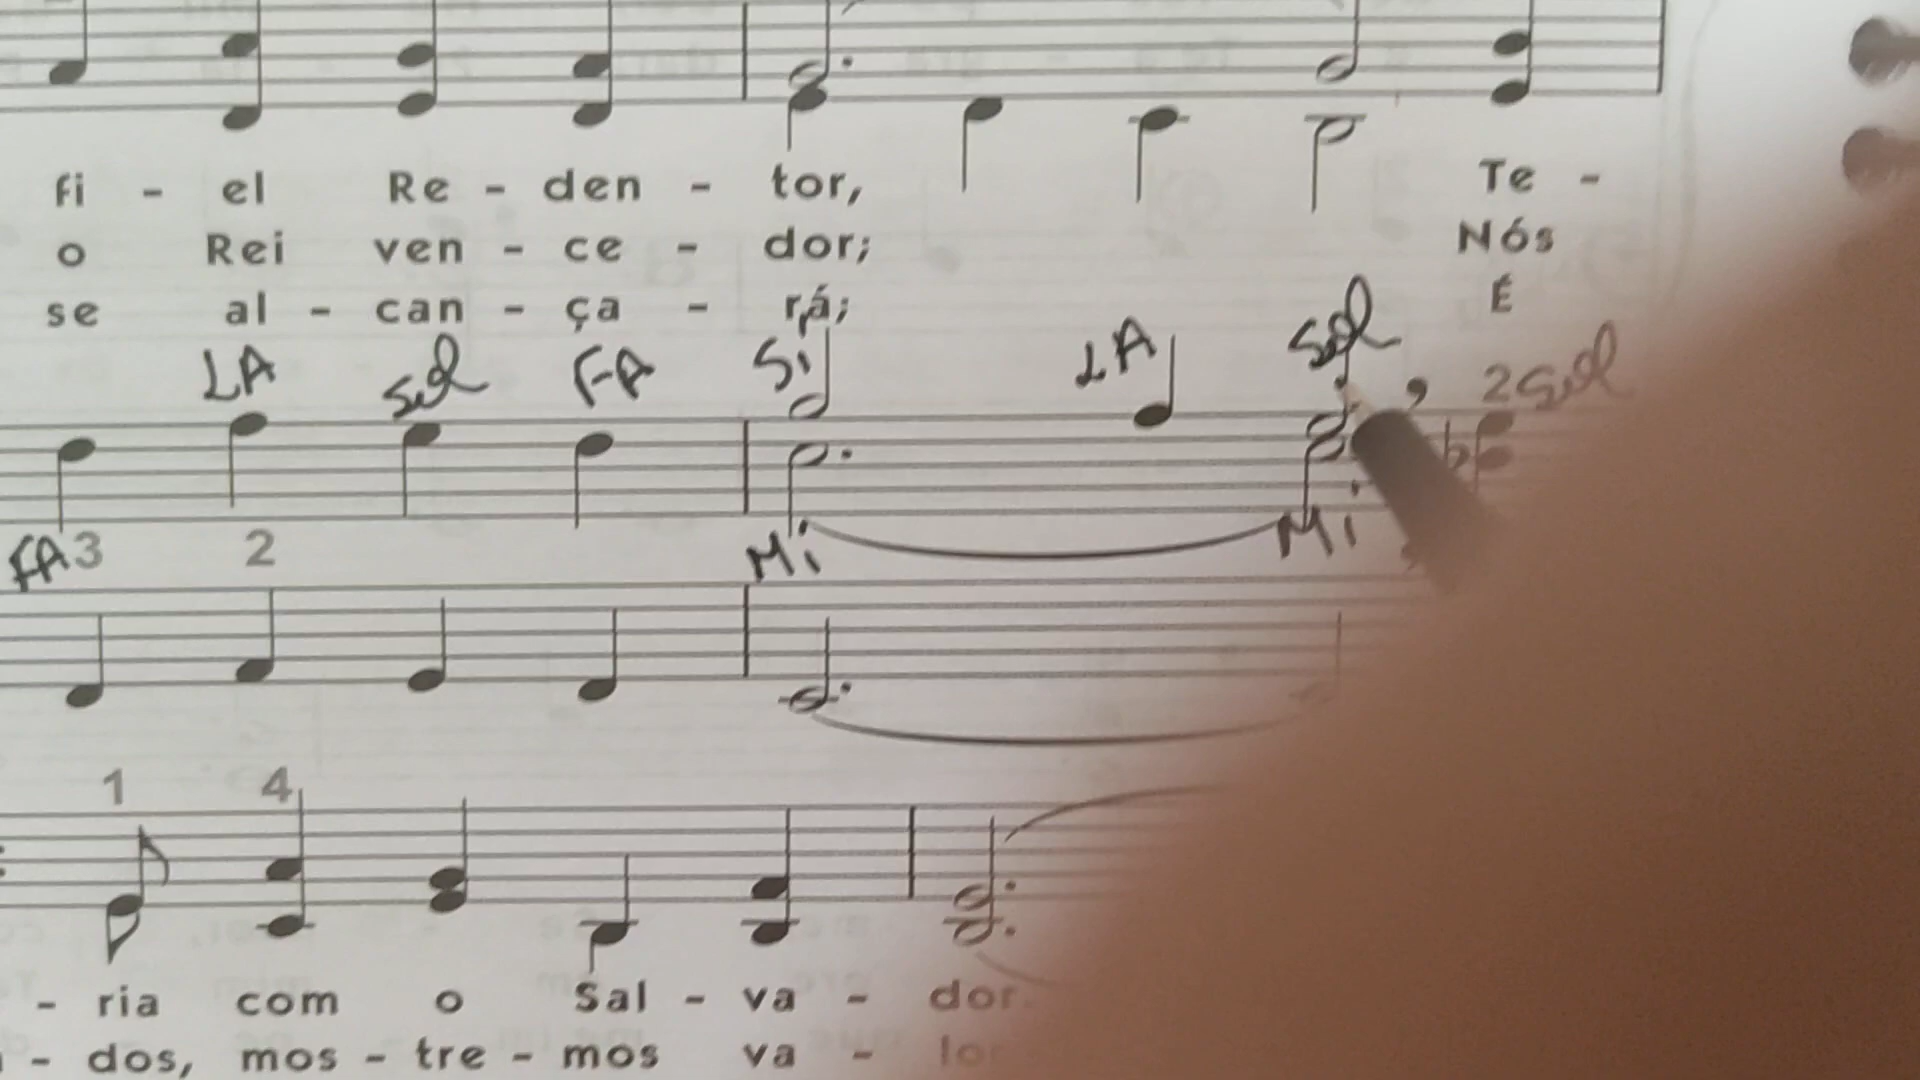 fi - el Re - den - tor, Te -
o Rei ven - ce - dor; Nós
se al - can - ça - rá; É
LA Sol FA Si LA Sol , 2 Sol
FA 3 2 Mi Mi
1 4
- ria com o Sal - va - dor.
- dos, mos - tre - mos va -